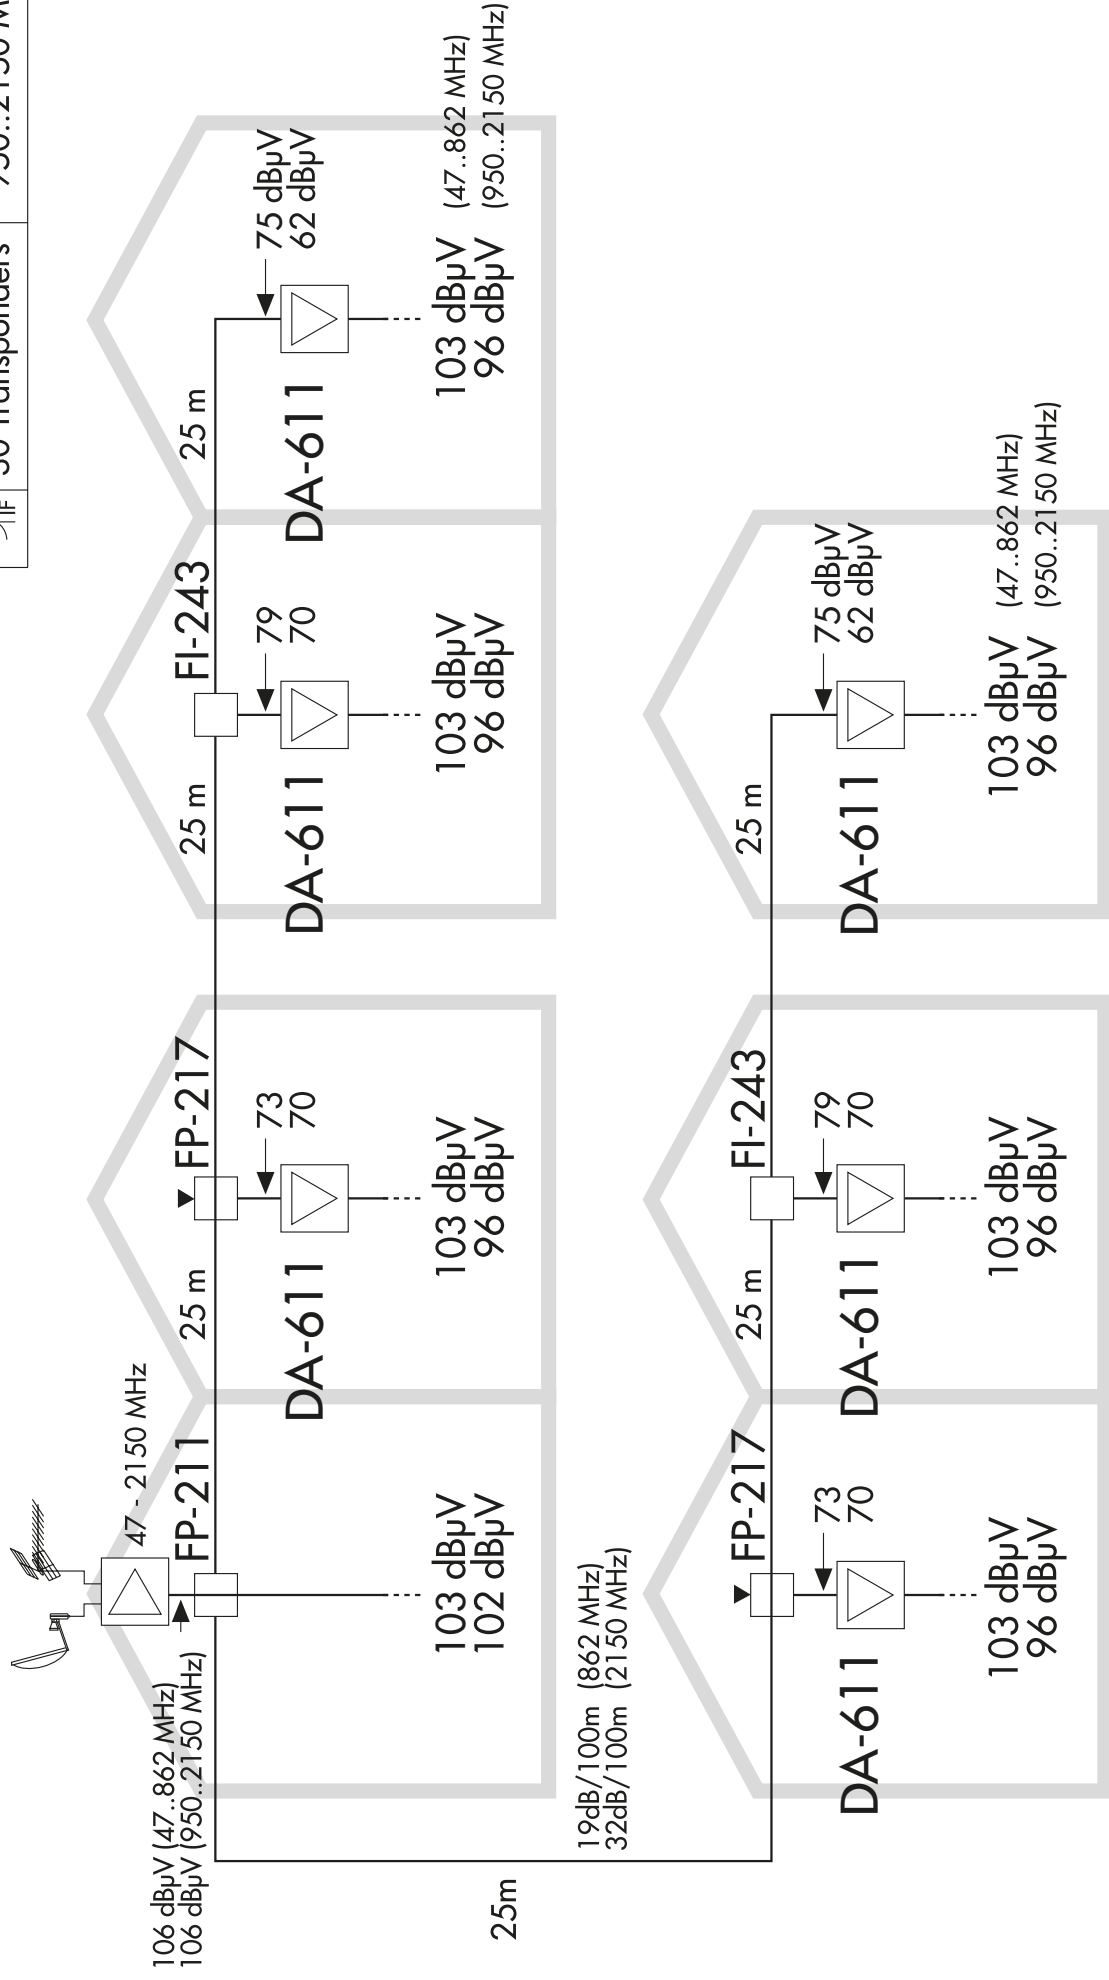 IF
30 Transponders
950..2150 M
47 - 2150 MHz
106 dBµV (47..862 MHz)
106 dBµV (950..2150 MHz)
FP-211
103 dBµV
102 dBµV
25 m
FP-217
73
70
DA-611
103 dBµV
96 dBµV
25 m
FI-243
79
70
DA-611
103 dBµV
96 dBµV
25 m
75 dBµV
62 dBµV
DA-611
103 dBµV (47..862 MHz)
96 dBµV (950..2150 MHz)
25m
19dB/100m (862 MHz)
32dB/100m (2150 MHz)
FP-217
73
70
DA-611
103 dBµV
96 dBµV
25 m
FI-243
79
70
DA-611
103 dBµV
96 dBµV
25 m
75 dBµV
62 dBµV
DA-611
103 dBµV (47..862 MHz)
96 dBµV (950..2150 MHz)